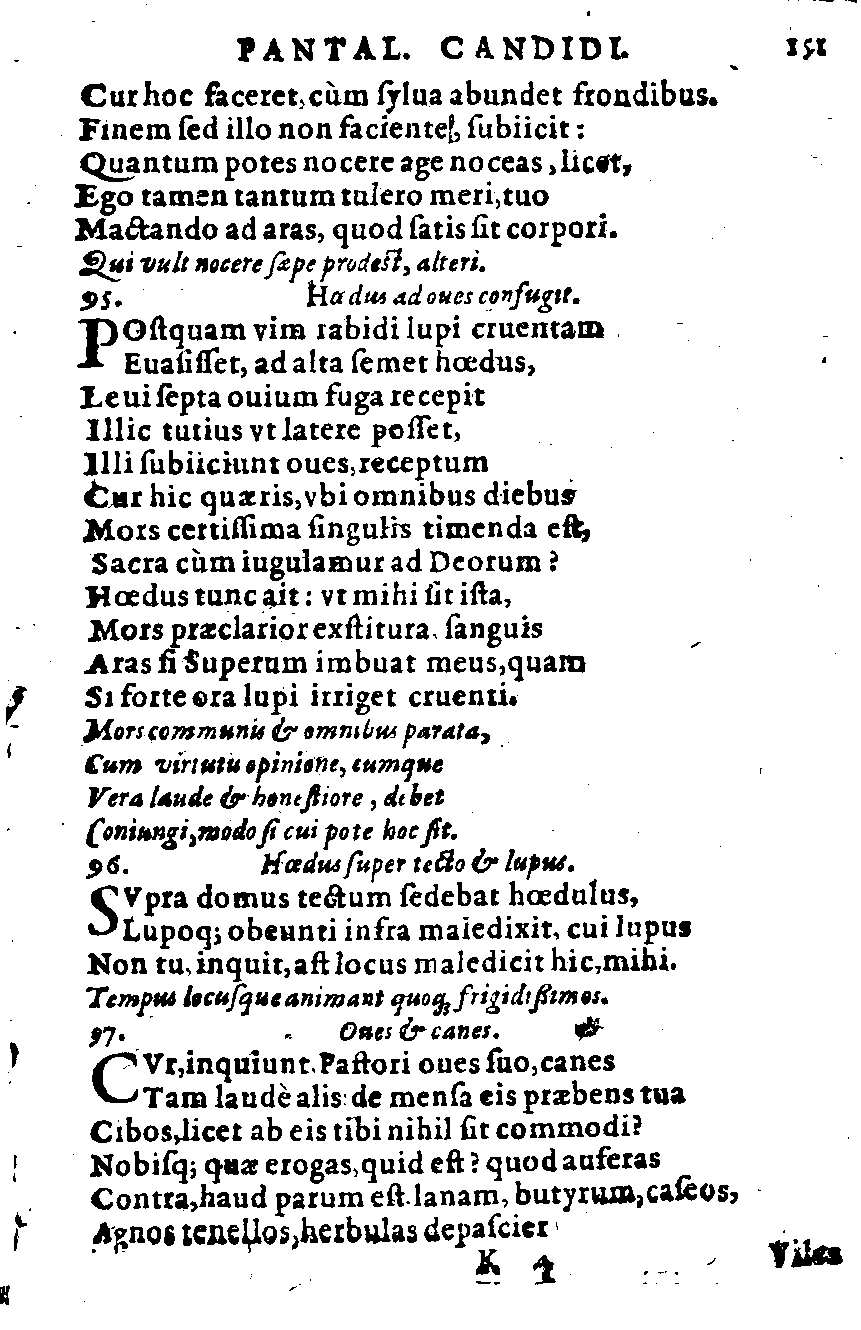 PANTAL. CANDIDI. 151
Cur hoc faceret, cùm ſylua abundet frondibus.
Finem ſed illo non faciente, ſubiicit:
Quantum potes nocere age noceas, licet,
Ego tamen tantum tulero meri, tuo
Mactando ad aras, quod ſatis ſit corpori.
Qui vult nocere ſæpe prodeſt, alteri.
95. Hœdus ad oues confugit.
POſtquam vim rabidi lupi cruentam
Euaſiſſet, ad alta ſemet hœdus,
Leui ſepta ouium fuga recepit
Illic tutius vt latere poſſet,
Illi ſubiiciunt oues, receptum
Cur hic quæris, vbi omnibus diebus
Mors certiſſima ſingulis timenda eſt,
Sacra cùm iugulamur ad Deorum?
Hœdus tunc ait: vt mihi ſit iſta,
Mors præclarior exſtitura, ſanguis
Aras ſi Superum imbuat meus, quam
Si forte ora lupi irriget cruenti.
Mors communis & omnibus parata,
Cum virtutis opinione, cumque
Vera laude & honeſtiore, debet
Coniungi, modo ſi cui pote hoc ſit.
96. Hœdus ſuper tecto & lupus.
SVpra domus tectum ſedebat hœdulus,
Lupoq; obeunti infra maledixit, cui lupus
Non tu, inquit, aſt locus maledicit hic, mihi.
Tempus locuſque animant quoq; frigidiſſimos.
97. Oues & canes.
CVr, inquiunt. Paſtori oues ſuo, canes
Tam laudè alis: de menſa eis præbens tua
Cibos, licet ab eis tibi nihil ſit commodi?
Nobiſq; quæ erogas, quid eſt? quod auferas
Contra, haud parum eſt. lanam, butyrum, caſeos,
Agnos tenellos, herbulas depaſcier
K 4 Viles